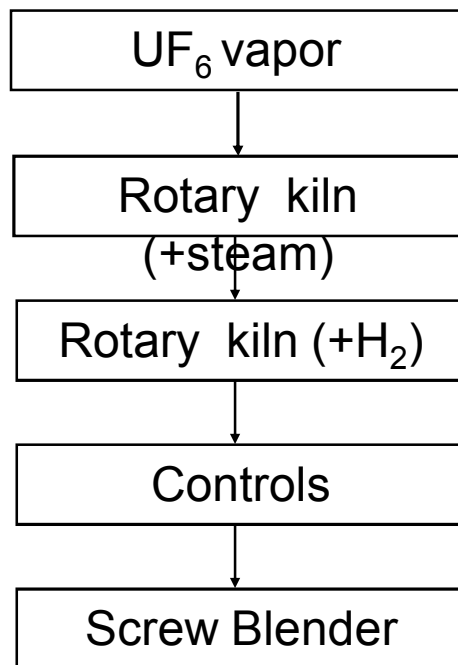 UF₆ vapor
Rotary kiln
(+steam)
Rotary kiln (+H₂)
Controls
Screw Blender